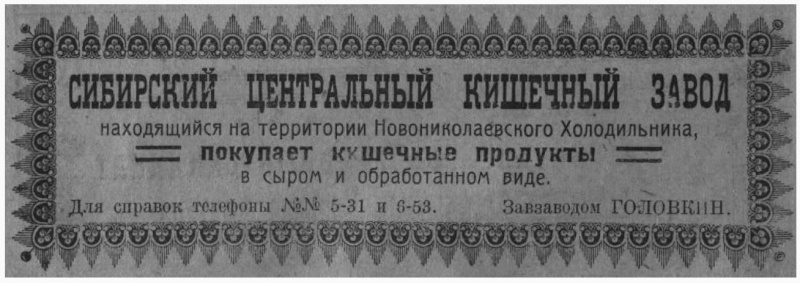 СИБИРСКИЙ ЦЕНТРАЛЬНЫЙ КИШЕЧНЫЙ ЗАВОД
находящийся на территории Новониколаевского Холодильника,
покупает кишечные продукты
в сыром и обработанном виде.
Для справок телефоны №№ 5-31 и 6-53. Завзаводом ГОЛОВКИН.